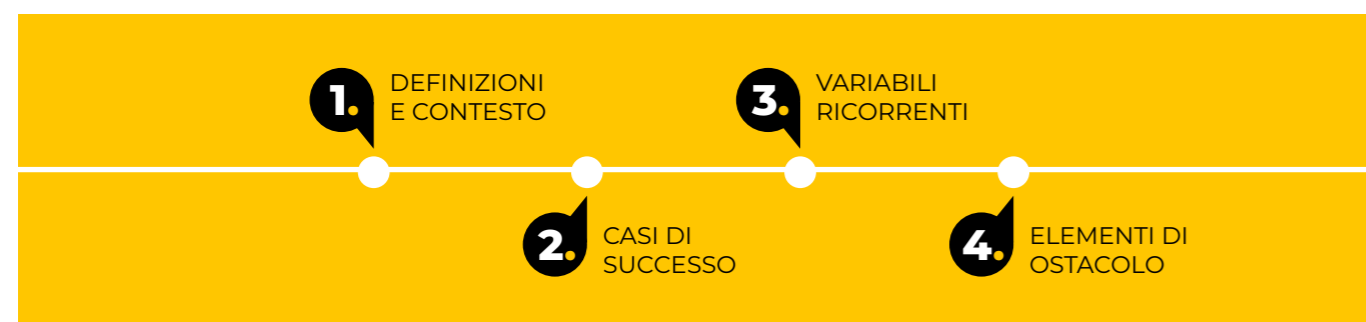 1. DEFINIZIONI
E CONTESTO
2. CASI DI
SUCCESSO
3. VARIABILI
RICORRENTI
4. ELEMENTI DI
OSTACOLO